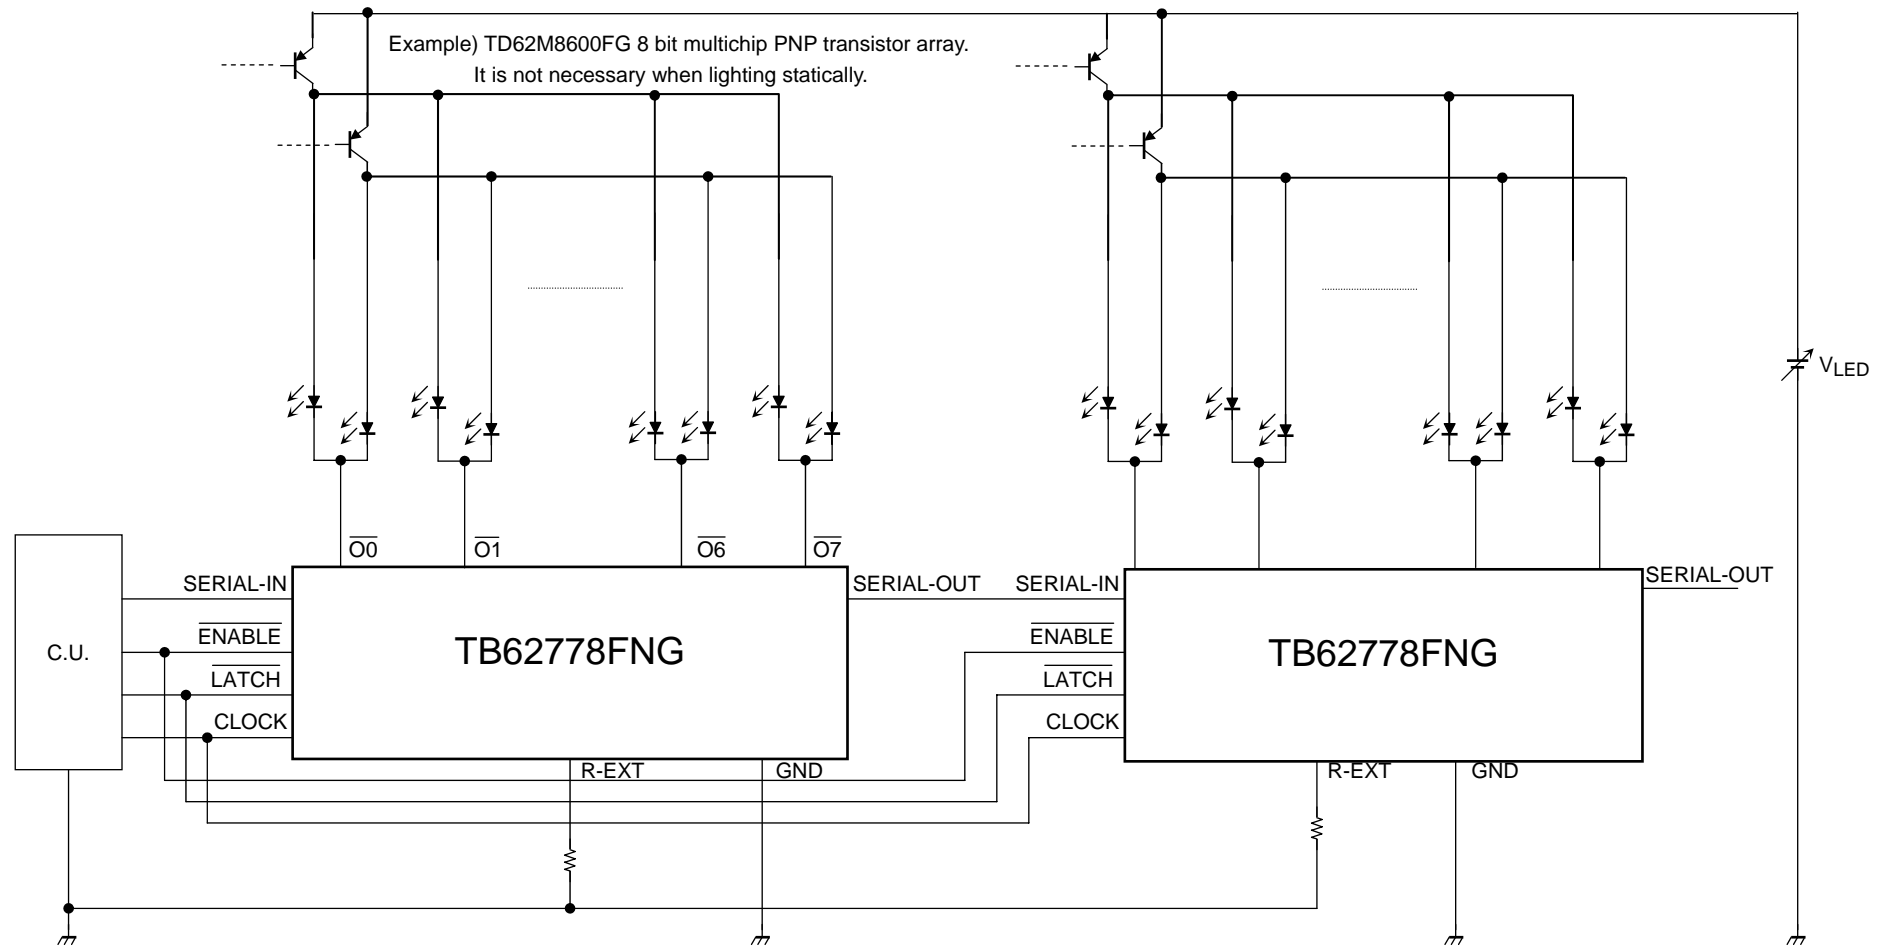 Example) TD62M8600FG 8 bit multichip PNP transistor array.
It is not necessary when lighting statically.
VLED
O0 O1 O6 O7
SERIAL-IN
SERIAL-OUT
SERIAL-IN
SERIAL-OUT
ENABLE
ENABLE
C.U.
TB62778FNG
TB62778FNG
LATCH
LATCH
CLOCK
CLOCK
R-EXT
GND
R-EXT
GND